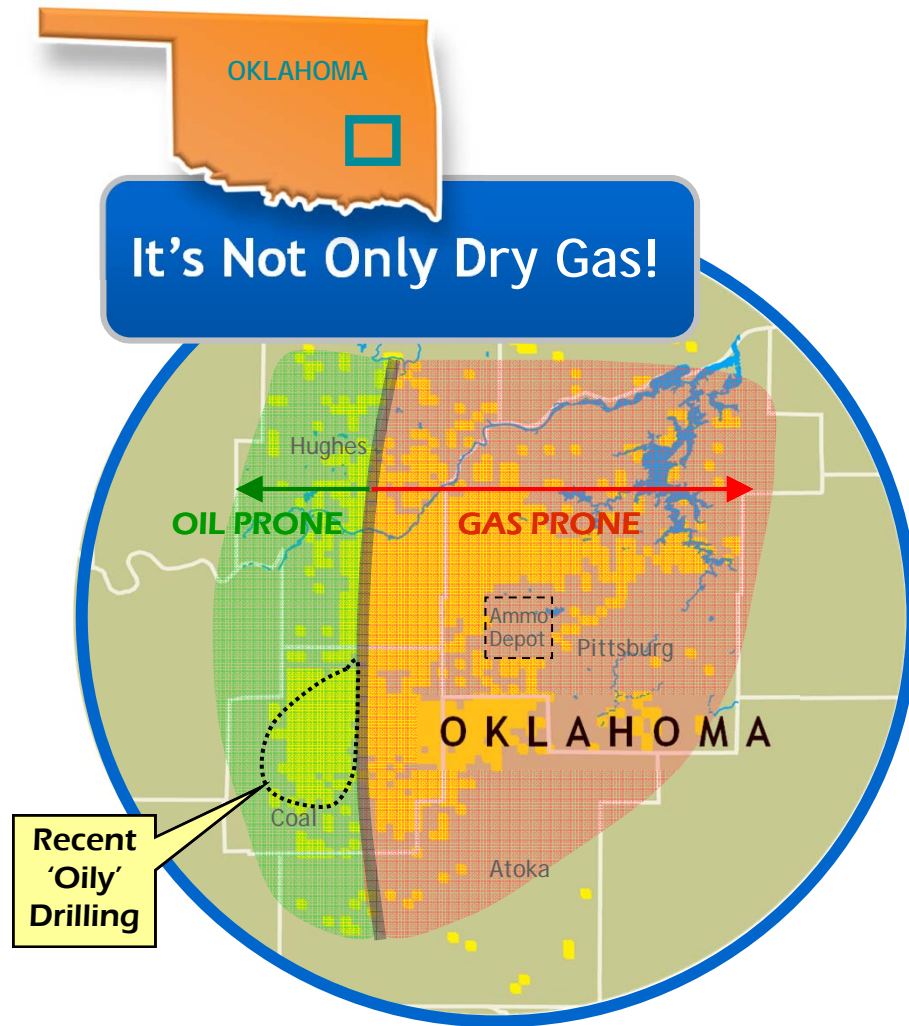 OKLAHOMA
It's Not Only Dry Gas!
Hughes
OIL PRONE
GAS PRONE
Ammo
Depot
Pittsburg
OKLAHOMA
Coal
Recent
‘Oily’
Drilling
Atoka